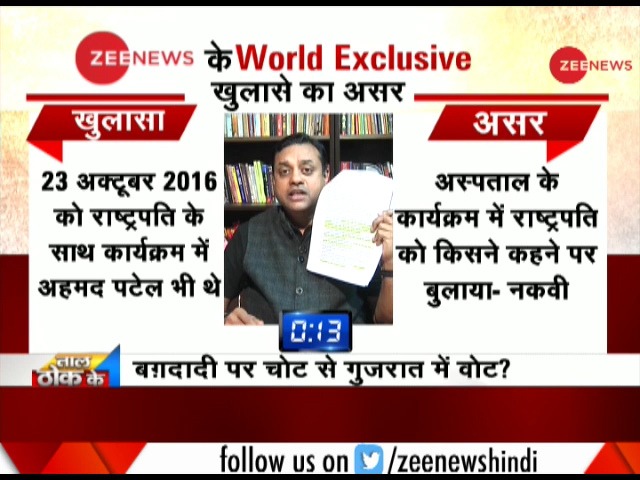 ZEENEWS के World Exclusive ZEENEWS
खुलासे का असर
खुलासा
23 अक्टूबर 2016
को राष्ट्रपति के
साथ कार्यक्रम में
अहमद पटेल भी थे
असर
अस्पताल के
कार्यक्रम में राष्ट्रपति
को किसने कहने पर
बुलाया- नकवी
0:13
ताल
ठोक के
बग़दादी पर चोट से गुजरात में वोट?
follow us on /zeenewshindi